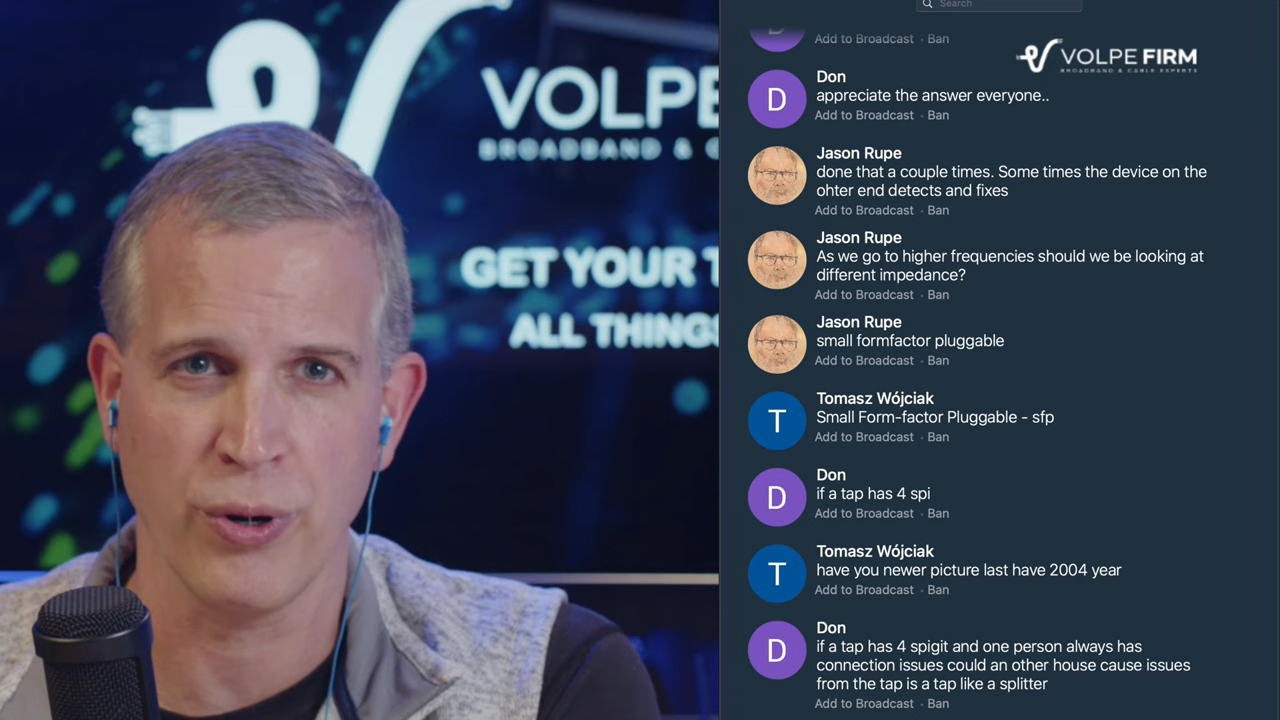 VOLPE
BROADBAND & C
GET YOUR T
ALL THINGS
Search
Add to Broadcast · Ban
VOLPE FIRM
BROADBAND & CABLE EXPERTS
D
Don
appreciate the answer everyone..
Add to Broadcast · Ban
Jason Rupe
done that a couple times. Some times the device on the
ohter end detects and fixes
Add to Broadcast · Ban
Jason Rupe
As we go to higher frequencies should we be looking at
different impedance?
Add to Broadcast · Ban
Jason Rupe
small formfactor pluggable
Add to Broadcast · Ban
T
Tomasz Wójciak
Small Form-factor Pluggable - sfp
Add to Broadcast · Ban
D
Don
if a tap has 4 spi
Add to Broadcast · Ban
T
Tomasz Wójciak
have you newer picture last have 2004 year
Add to Broadcast · Ban
D
Don
if a tap has 4 spigit and one person always has
connection issues could an other house cause issues
from the tap is a tap like a splitter
Add to Broadcast · Ban